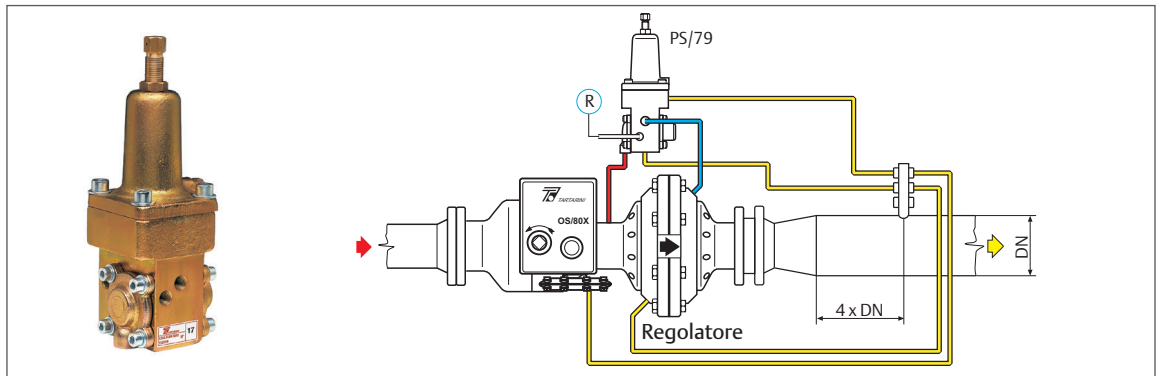 PS/79
R
TARTARINI
OS/80X
DN
4 x DN
Regolatore
17